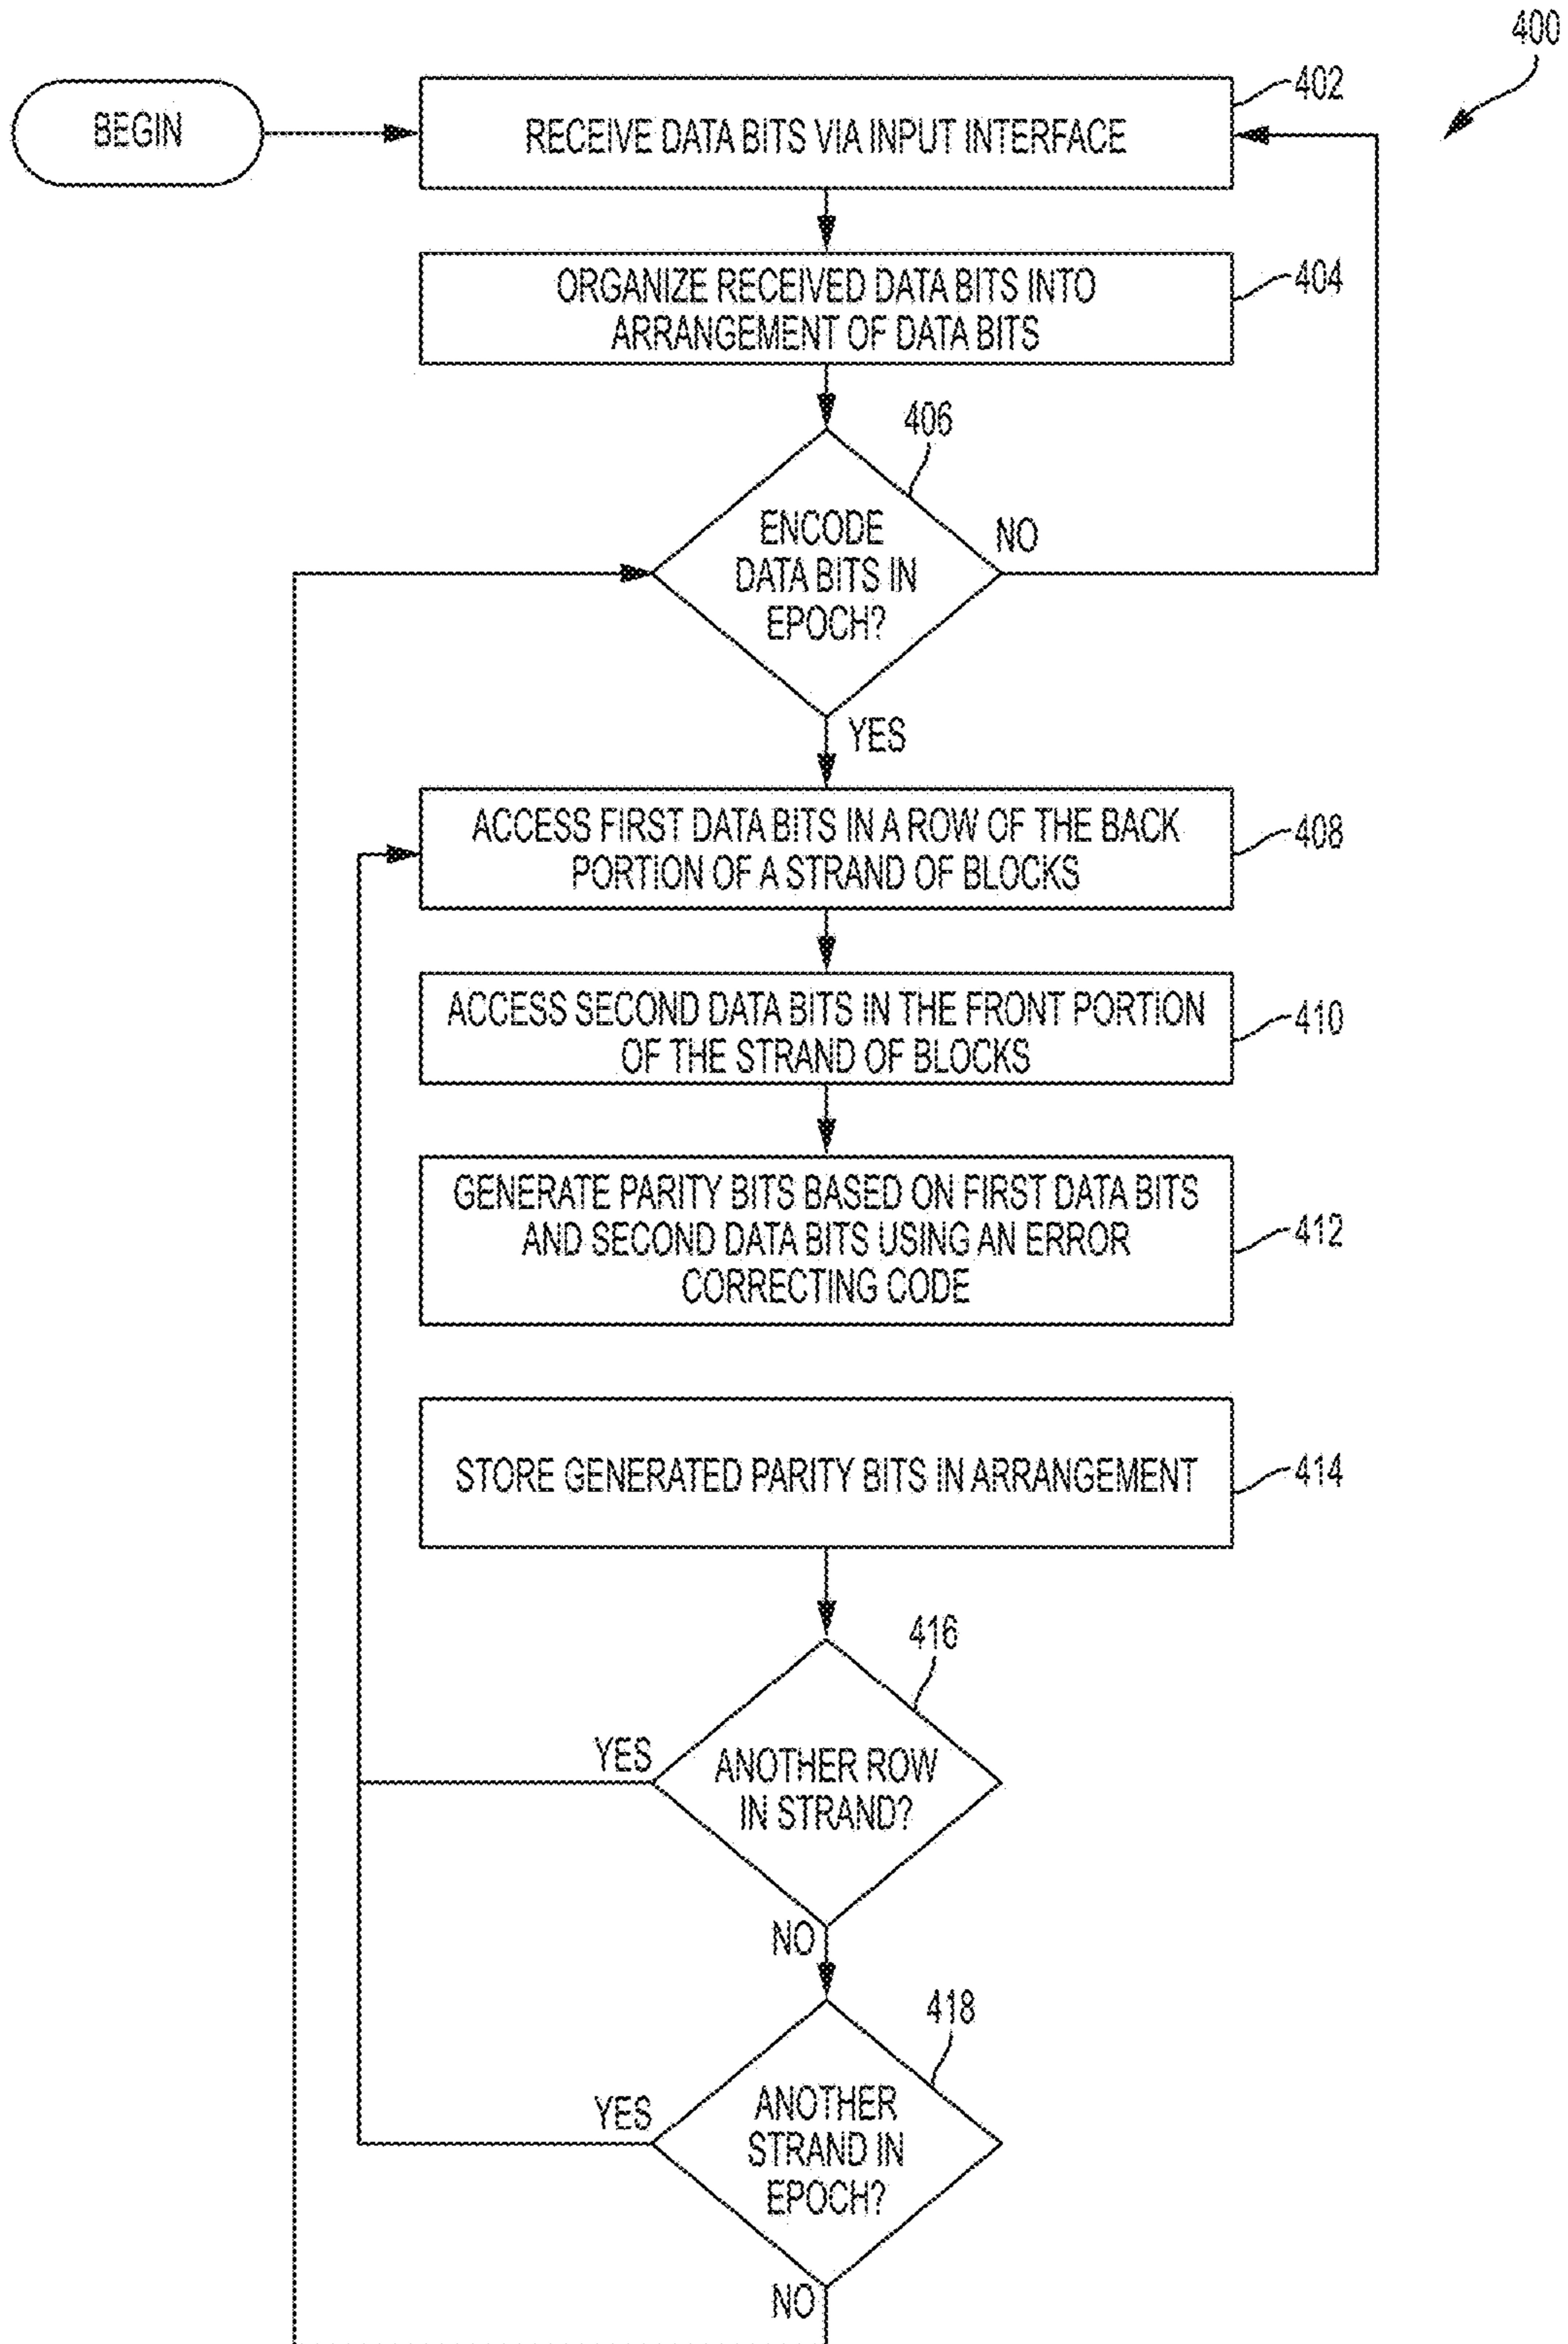 400
BEGIN
RECEIVE DATA BITS VIA INPUT INTERFACE
402
ORGANIZE RECEIVED DATA BITS INTO
ARRANGEMENT OF DATA BITS
404
406
ENCODE
DATA BITS IN
EPOCH?
NO
YES
ACCESS FIRST DATA BITS IN A ROW OF THE BACK
PORTION OF A STRAND OF BLOCKS
408
ACCESS SECOND DATA BITS IN THE FRONT PORTION
OF THE STRAND OF BLOCKS
410
GENERATE PARITY BITS BASED ON FIRST DATA BITS
AND SECOND DATA BITS USING AN ERROR
CORRECTING CODE
412
STORE GENERATED PARITY BITS IN ARRANGEMENT
414
416
YES
ANOTHER ROW
IN STRAND?
NO
418
YES
ANOTHER
STRAND IN
EPOCH?
NO